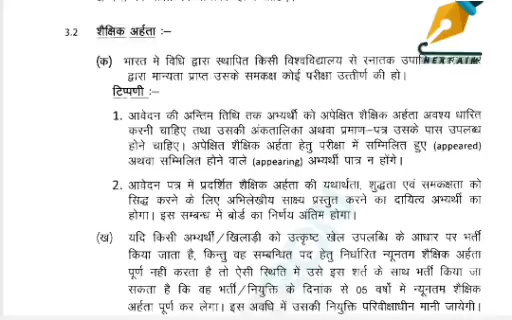 3.2 शैक्षिक अर्हता :–
(क) भारत में विधि द्वारा स्थापित किसी विश्वविद्यालय से स्नातक
द्वारा मान्यता प्राप्त उसके समकक्ष कोई परीक्षा उत्तीर्ण की हो।
NEXTFAIR
टिप्पणी :–
1. आवेदन की अन्तिम तिथि तक अभ्यर्थी को अपेक्षित शैक्षिक अर्हता अवश्य धारित
करनी चाहिए तथा उसकी अंकतालिका अथवा प्रमाण–पत्र उसके पास उपलब्ध
होने चाहिए। अपेक्षित शैक्षिक अर्हता हेतु परीक्षा में सम्मिलित हुए (appeared)
अथवा सम्मिलित होने वाले (appearing) अभ्यर्थी पात्र न होंगे।
2. आवेदन पत्र में प्रदर्शित शैक्षिक अर्हता की यथार्थता, शुद्धता एवं समकक्षता को
सिद्ध करने के लिए अभिलेखीय साक्ष्य प्रस्तुत करने का दायित्व अभ्यर्थी का
होगा। इस सम्बन्ध में बोर्ड का निर्णय अंतिम होगा।
(ख) यदि किसी अभ्यर्थी/खिलाड़ी को उत्कृष्ट खेल उपलब्धि के आधार पर भर्ती
किया जाता है, किन्तु वह सम्बन्धित पद हेतु निर्धारित न्यूनतम शैक्षिक अर्हता
पूर्ण नहीं करता है तो ऐसी स्थिति में उसे इस शर्त के साथ भर्ती किया जा
सकता है कि वह भर्ती/नियुक्ति के दिनांक से 05 वर्षों में न्यूनतम शैक्षिक
अर्हता पूर्ण कर लेगा। इस अवधि में उसकी नियुक्ति परिवीक्षाधीन मानी जायेगी।